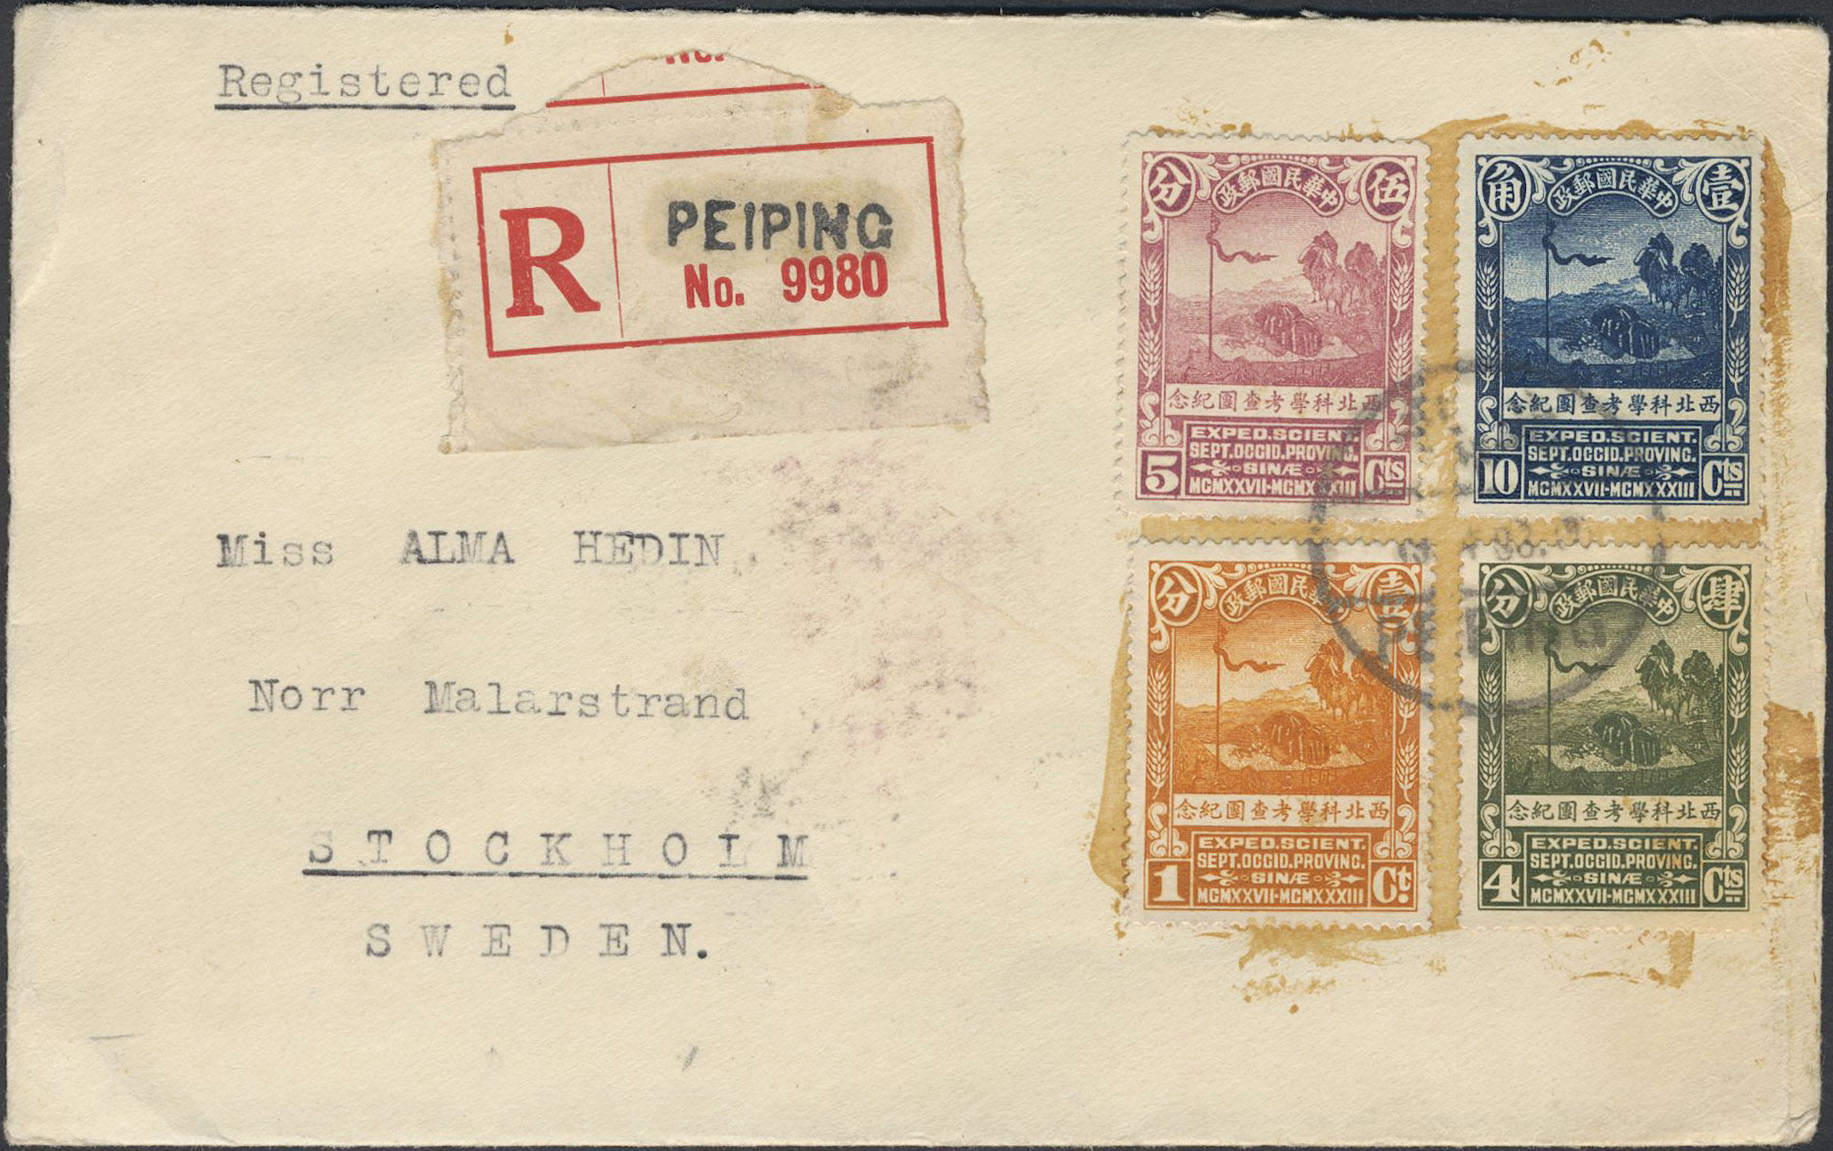 Registered
No.
R
PEIPING
No. 9980
Miss ALMA HEDIN
Norr Malarstrand
STOCKHOLM
SWEDEN.
分 伍
政郵國民華中
念紀團查考學科北西
EXPED.SCIENT.
SEPT.OCCID.PROVINC.
SINÆ
5 MCMXXVII-MCMXXXIII Cts
角 壹
政郵國民華中
念紀團查考學科北西
EXPED.SCIENT.
SEPT.OCCID.PROVINC.
SINÆ
10 MCMXXVII-MCMXXXIII Cts
分 壹
政郵國民華中
念紀團查考學科北西
EXPED.SCIENT.
SEPT.OCCID.PROVINC.
SINÆ
1 MCMXXVII-MCMXXXIII Ct.
分 肆
政郵國民華中
念紀團查考學科北西
EXPED.SCIENT.
SEPT.OCCID.PROVINC.
SINÆ
4 MCMXXVII-MCMXXXIII Cts